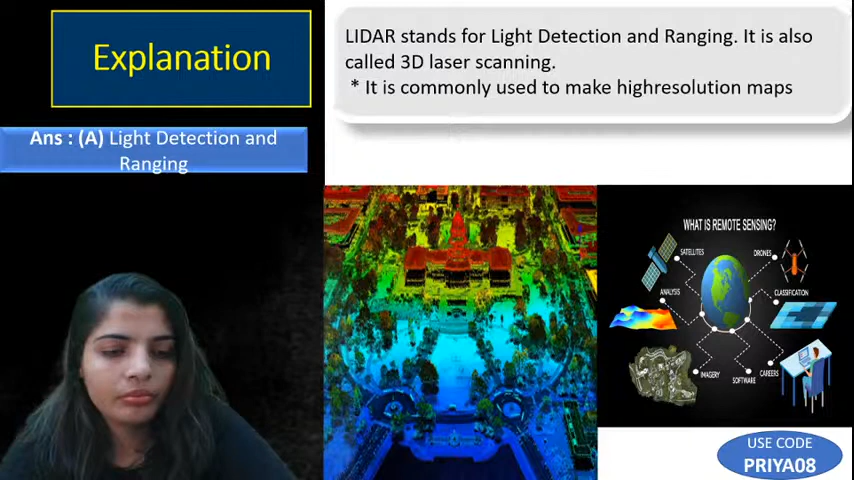 Explanation
Ans : (A) Light Detection and
Ranging
LIDAR stands for Light Detection and Ranging. It is also
called 3D laser scanning.
* It is commonly used to make highresolution maps
WHAT IS REMOTE SENSING?
SATELLITES
DRONES
ANALYSIS
CLASSIFICATION
IMAGERY
SOFTWARE
CAREERS
USE CODE
PRIYA08